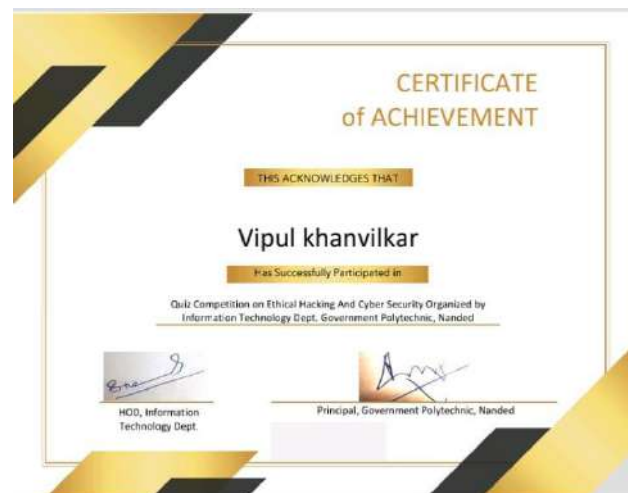 CERTIFICATE
of ACHIEVEMENT
THIS ACKNOWLEDGES THAT
Vipul khanvilkar
Has Successfully Participated in
Quiz Competition on Ethical Hacking And Cyber Security Organized by
Information Technology Dept. Government Polytechnic, Nanded
HOD, Information
Technology Dept.
Principal, Government Polytechnic, Nanded